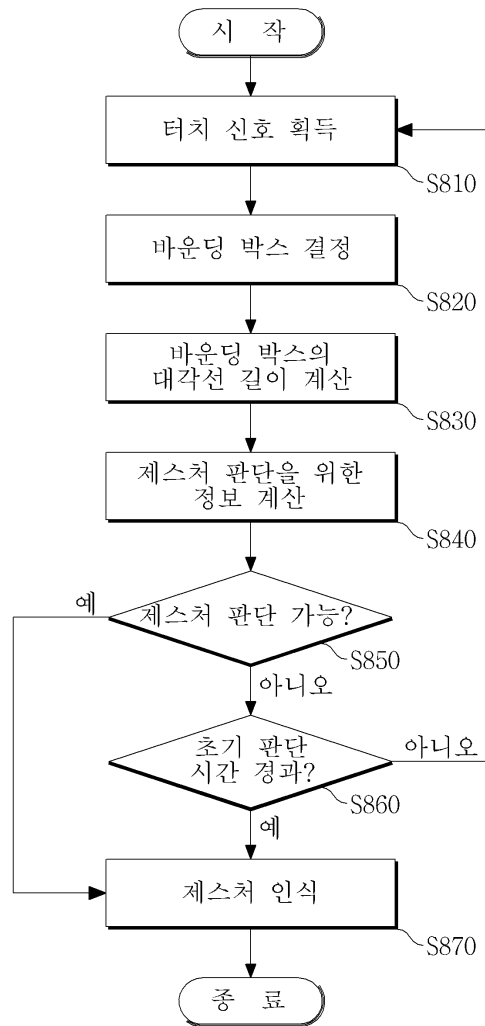 시 작
터치 신호 획득
S810
바운딩 박스 결정
S820
바운딩 박스의
대각선 길이 계산
S830
제스처 판단을 위한
정보 계산
S840
예
제스처 판단 가능?
S850
아니오
초기 판단
시간 경과?
아니오
S860
예
제스처 인식
S870
종 료